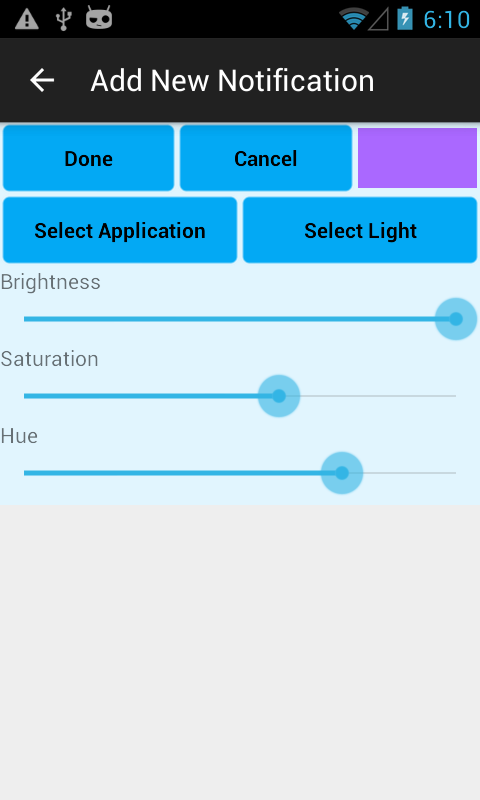 6:10
Add New Notification
Done
Cancel
Select Application
Select Light
Brightness
Saturation
Hue